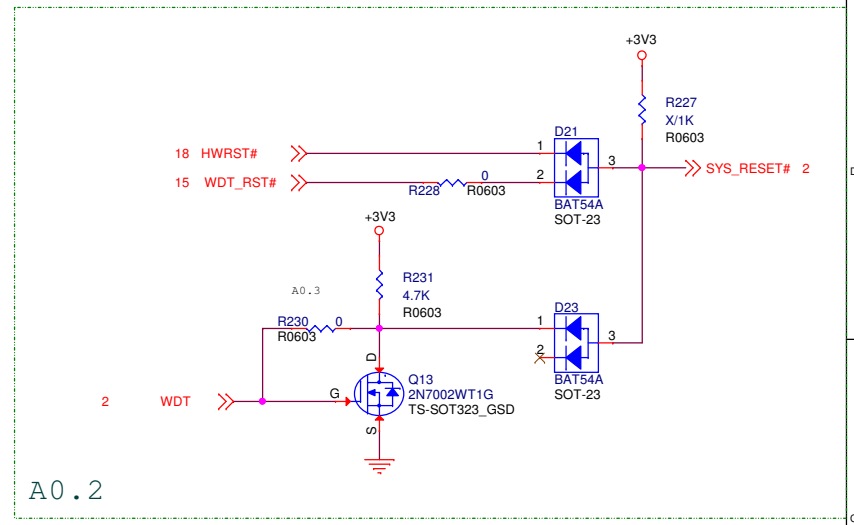 +3V3
R227
X/1K
R0603
D21
18 HWRST#
1
3
SYS_RESET# 2
15 WDT_RST#
R228
0
R0603
2
BAT54A
SOT-23
+3V3
R231
4.7K
R0603
A0.3
R230
0
R0603
D23
1
3
2
BAT54A
SOT-23
D
Q13
2N7002WT1G
TS-SOT323_GSD
G
S
2 WDT
A0.2
D
C